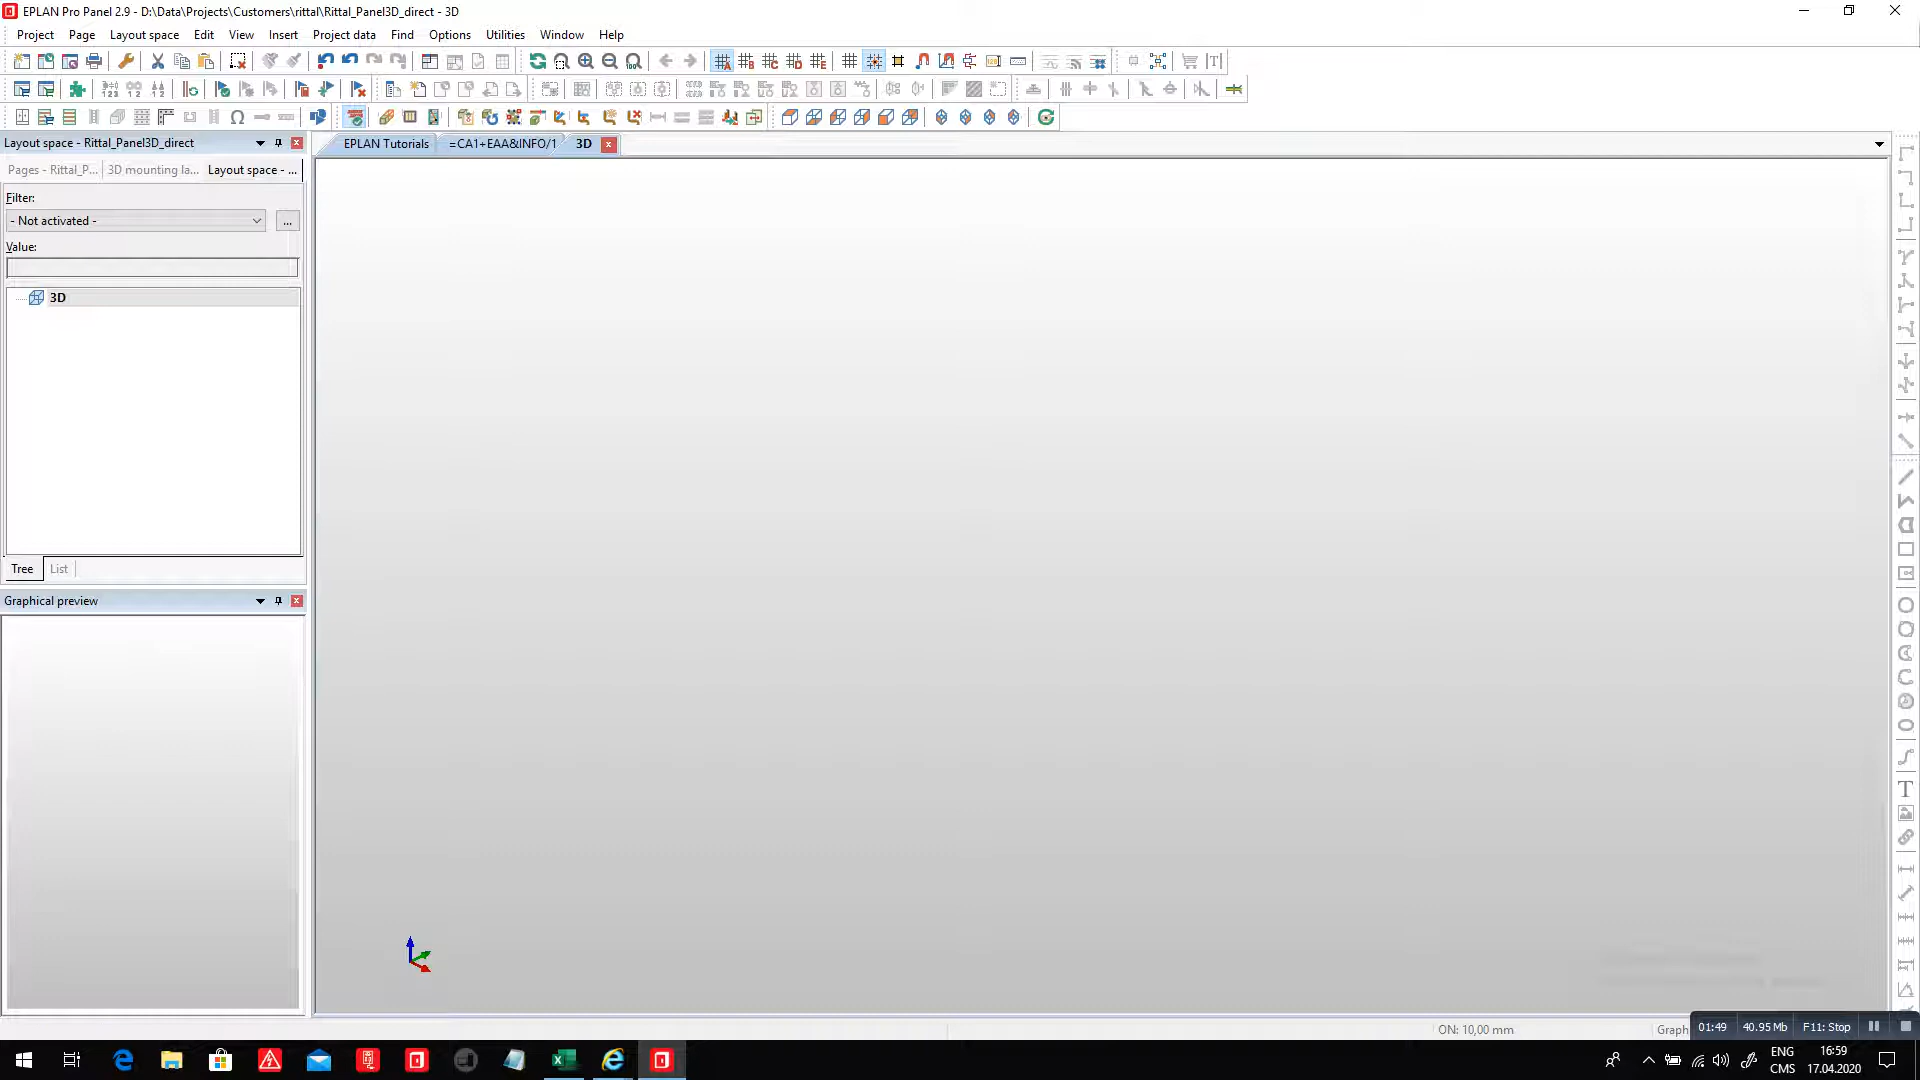 EPLAN Pro Panel 2.9 - D:\Data\Projects\Customers\rittal\Rittal_Panel3D_direct - 3D
Project Page Layout space Edit View Insert Project data Find Options Utilities Window Help
Layout space - Rittal_Panel3D_direct
EPLAN Tutorials =CA1+EAA&INFO/1 3D
Pages - Rittal_P... 3D mounting la... Layout space - ...
Filter:
- Not activated - ...
Value:
3D
Tree List
Graphical preview
ON: 10,00 mm Graph
01:49 40.95 Mb F11: Stop
ENG 16:59
CMS 17.04.2020